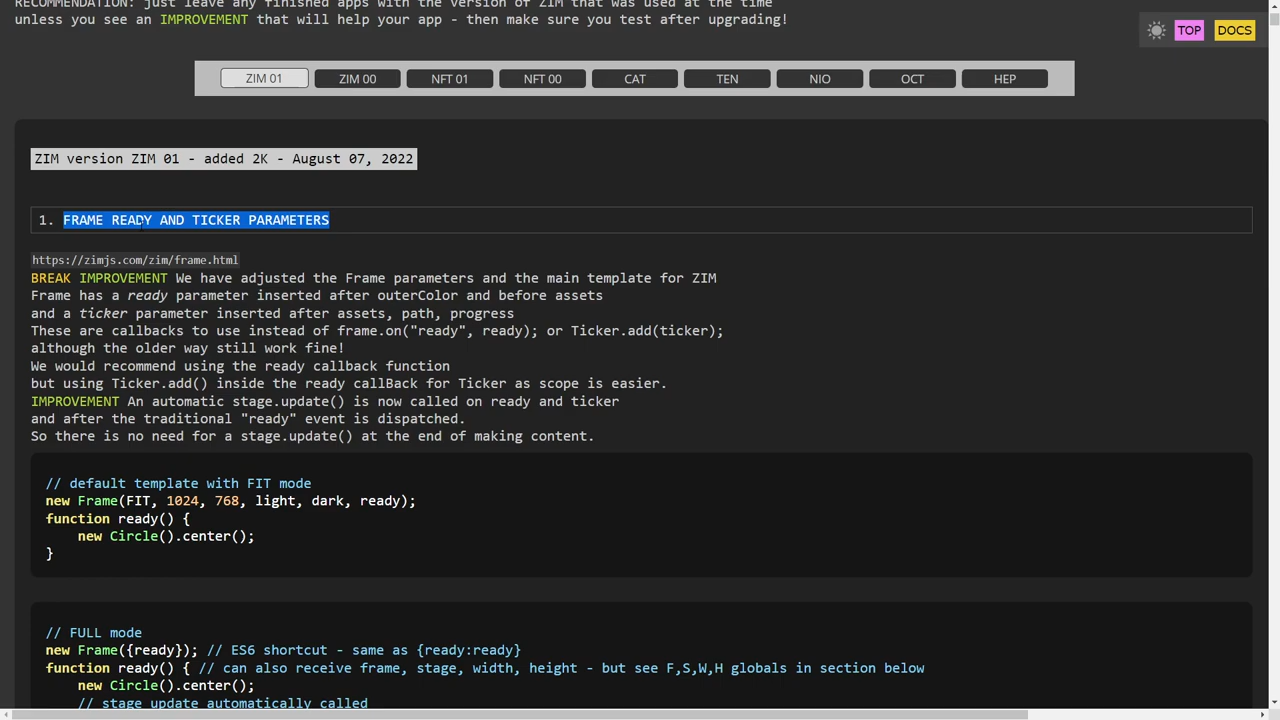 RECOMMENDATION: just leave any finished apps with the version of ZIM that was used at the time
unless you see an IMPROVEMENT that will help your app - then make sure you test after upgrading!
TOP DOCS
ZIM 01 ZIM 00 NFT 01 NFT 00 CAT TEN NIO OCT HEP
ZIM version ZIM 01 - added 2K - August 07, 2022
1. FRAME READY AND TICKER PARAMETERS
https://zimjs.com/zim/frame.html
BREAK IMPROVEMENT We have adjusted the Frame parameters and the main template for ZIM
Frame has a ready parameter inserted after outerColor and before assets
and a ticker parameter inserted after assets, path, progress
These are callbacks to use instead of frame.on("ready", ready); or Ticker.add(ticker);
although the older way still work fine!
We would recommend using the ready callback function
but using Ticker.add() inside the ready callBack for Ticker as scope is easier.
IMPROVEMENT An automatic stage.update() is now called on ready and ticker
and after the traditional "ready" event is dispatched.
So there is no need for a stage.update() at the end of making content.
// default template with FIT mode
new Frame(FIT, 1024, 768, light, dark, ready);
function ready() {
new Circle().center();
}
// FULL mode
new Frame({ready}); // ES6 shortcut - same as {ready:ready}
function ready() { // can also receive frame, stage, width, height - but see F,S,W,H globals in section below
new Circle().center();
// stage update automatically called